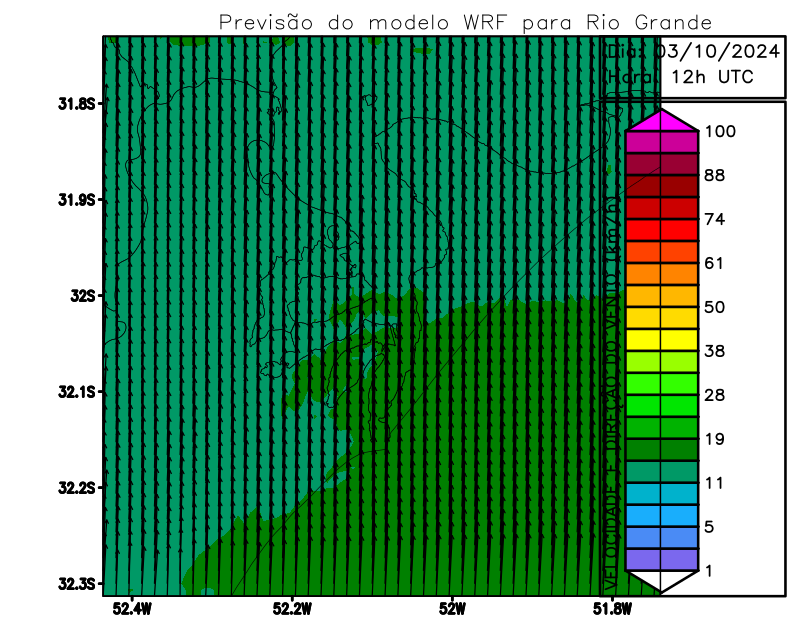 Previsão do modelo WRF para Rio Grande
Dia: 03/10/2024
Hora: 12h UTC
31.8S
31.9S
32S
32.1S
32.2S
32.3S
52.4W
52.2W
52W
51.8W
VELOCIDADE E DIREÇÃO DO VENTO (km/h)
100
88
74
61
50
38
28
19
11
5
1